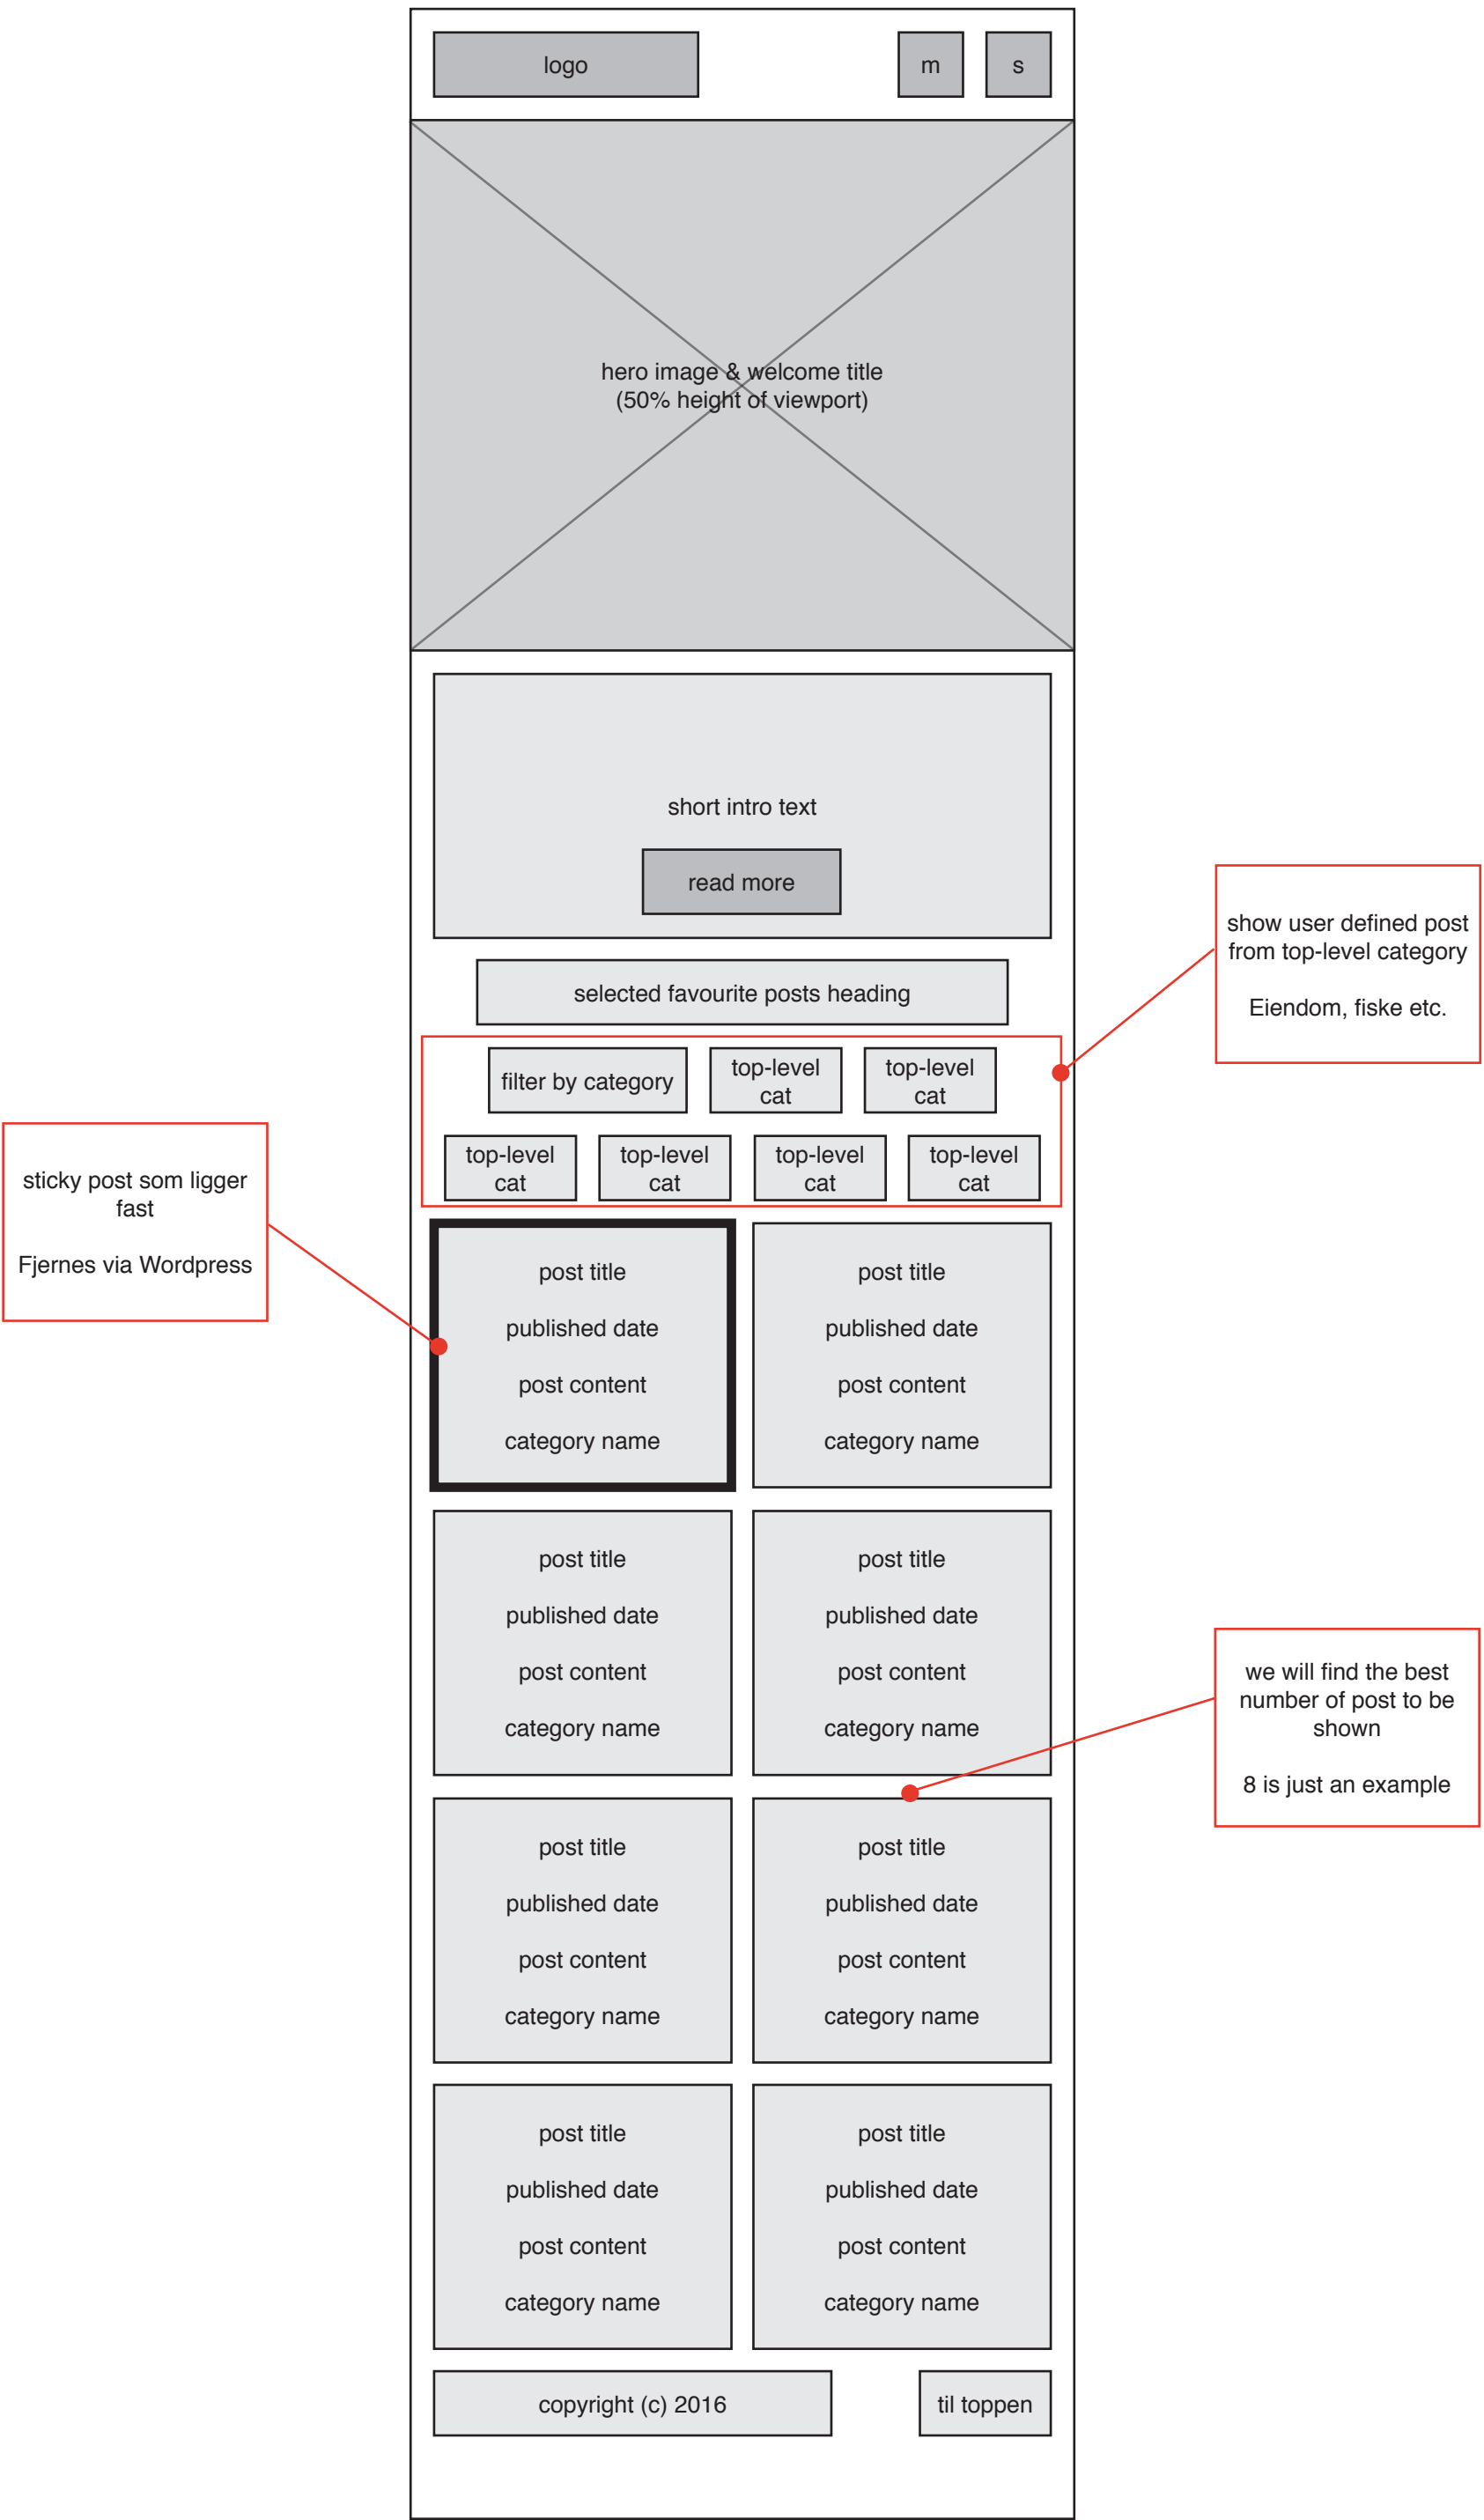 logo
m
s
hero image & welcome title
(50% height of viewport)
short intro text
read more
show user defined post
from top-level category
Eiendom, fiske etc.
selected favourite posts heading
filter by category
top-level
cat
top-level
cat
top-level
cat
top-level
cat
top-level
cat
top-level
cat
sticky post som ligger
fast
Fjernes via Wordpress
post title
published date
post content
category name
post title
published date
post content
category name
post title
published date
post content
category name
post title
published date
post content
category name
we will find the best
number of post to be
shown
8 is just an example
post title
published date
post content
category name
post title
published date
post content
category name
post title
published date
post content
category name
post title
published date
post content
category name
copyright (c) 2016
til toppen